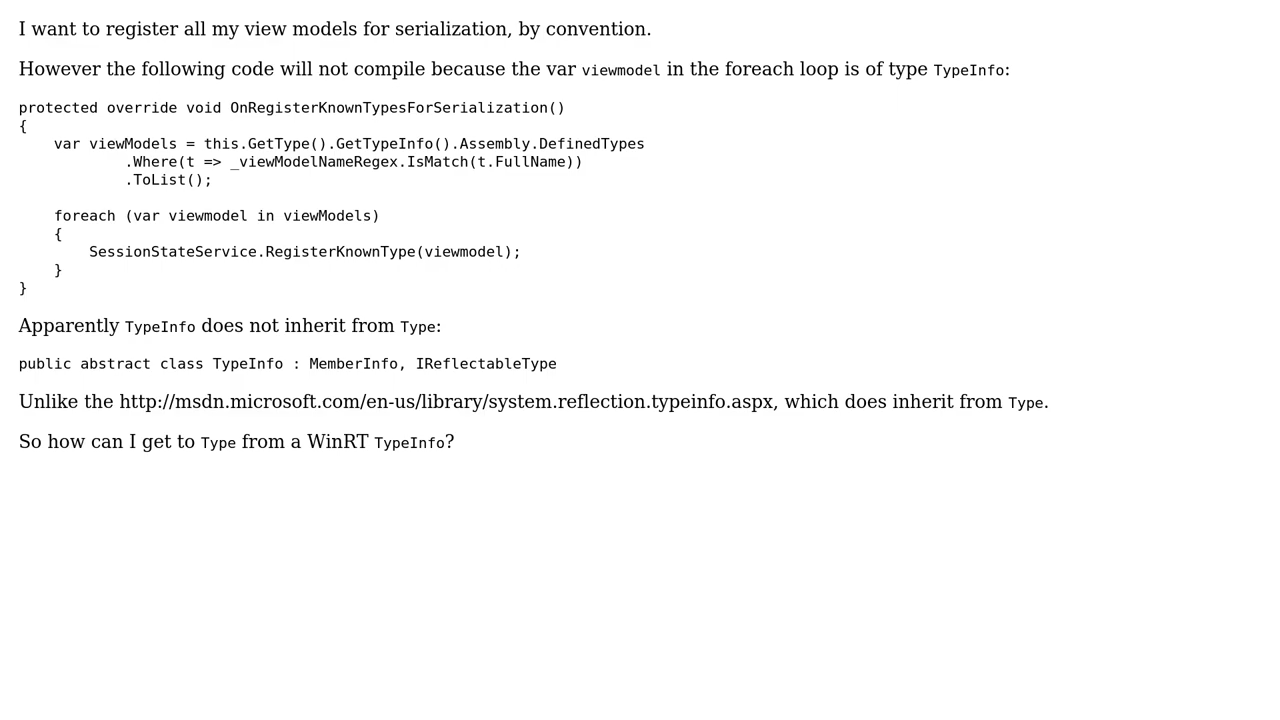 I want to register all my view models for serialization, by convention.
However the following code will not compile because the var viewmodel in the foreach loop is of type TypeInfo:
protected override void OnRegisterKnownTypesForSerialization()
{
    var viewModels = this.GetType().GetTypeInfo().Assembly.DefinedTypes
            .Where(t => _viewModelNameRegex.IsMatch(t.FullName))
            .ToList();
    foreach (var viewmodel in viewModels)
    {
        SessionStateService.RegisterKnownType(viewmodel);
    }
}
Apparently TypeInfo does not inherit from Type:
public abstract class TypeInfo : MemberInfo, IReflectableType
Unlike the http://msdn.microsoft.com/en-us/library/system.reflection.typeinfo.aspx, which does inherit from Type.
So how can I get to Type from a WinRT TypeInfo?